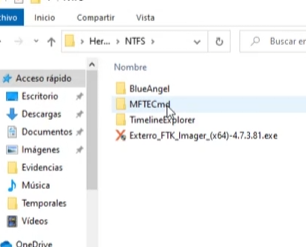 chivo
Inicio
Compartir
Vista
Her... > NTFS >
Buscar en
Acceso rápido
Escritorio
Descargas
Documentos
Imágenes
Evidencias
Música
Temporales
Vídeos
OneDrive
Nombre
BlueAngel
MFTECmd
TimelineExplorer
Exterro_FTK_Imager_(x64)-4.7.3.81.exe